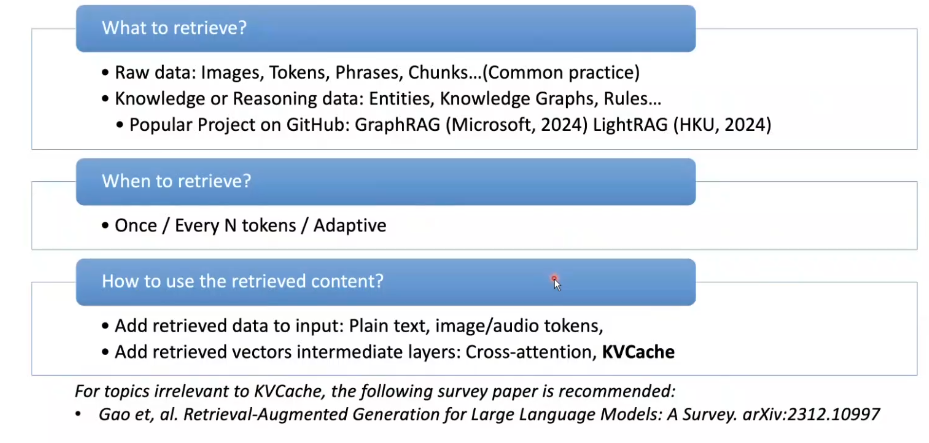 What to retrieve?
• Raw data: Images, Tokens, Phrases, Chunks...(Common practice)
• Knowledge or Reasoning data: Entities, Knowledge Graphs, Rules...
• Popular Project on GitHub: GraphRAG (Microsoft, 2024) LightRAG (HKU, 2024)
When to retrieve?
• Once / Every N tokens / Adaptive
How to use the retrieved content?
• Add retrieved data to input: Plain text, image/audio tokens,
• Add retrieved vectors intermediate layers: Cross-attention, KVCache
For topics irrelevant to KVCache, the following survey paper is recommended:
• Gao et, al. Retrieval-Augmented Generation for Large Language Models: A Survey. arXiv:2312.10997